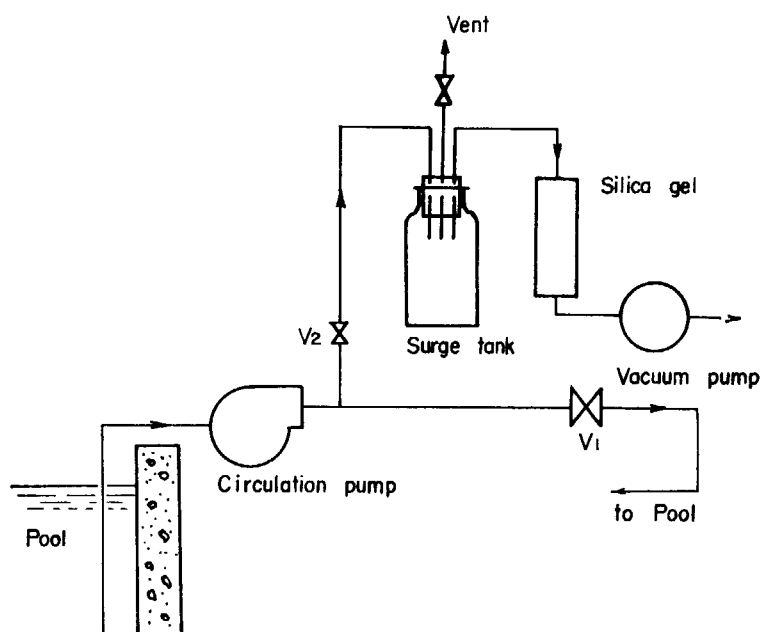 Vent
Silica gel
V2
Surge tank
Vacuum pump
V1
Circulation pump
to Pool
Pool